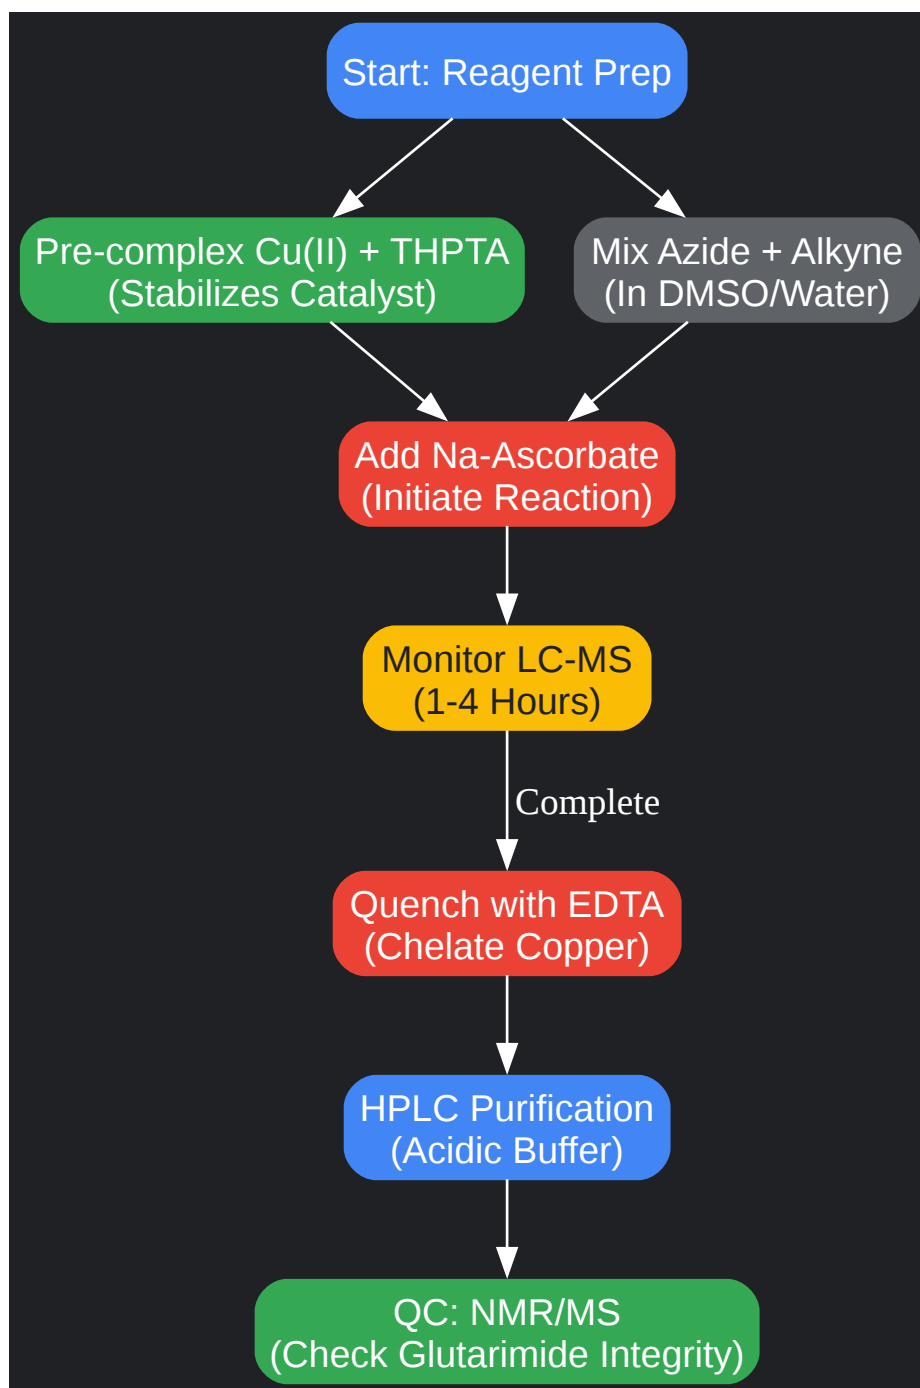 Start: Reagent Prep
Pre-complex Cu(II) + THPTA
(Stabilizes Catalyst)
Mix Azide + Alkyne
(In DMSO/Water)
Add Na-Ascorbate
(Initiate Reaction)
Monitor LC-MS
(1-4 Hours)
Complete
Quench with EDTA
(Chelate Copper)
HPLC Purification
(Acidic Buffer)
QC: NMR/MS
(Check Glutarimide Integrity)